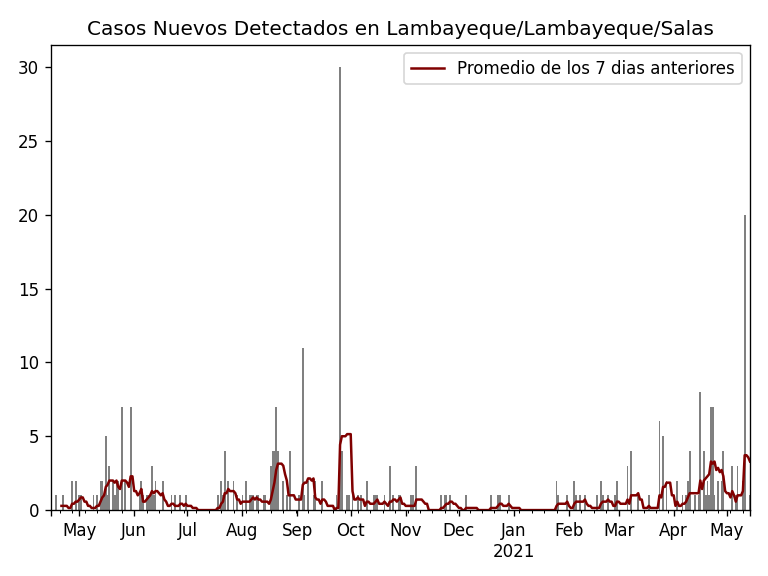 Casos Nuevos Detectados en Lambayeque/Lambayeque/Salas
Promedio de los 7 dias anteriores
30
25
20
15
10
5
0
May Jun Jul Aug Sep Oct Nov Dec Jan Feb Mar Apr May
2021